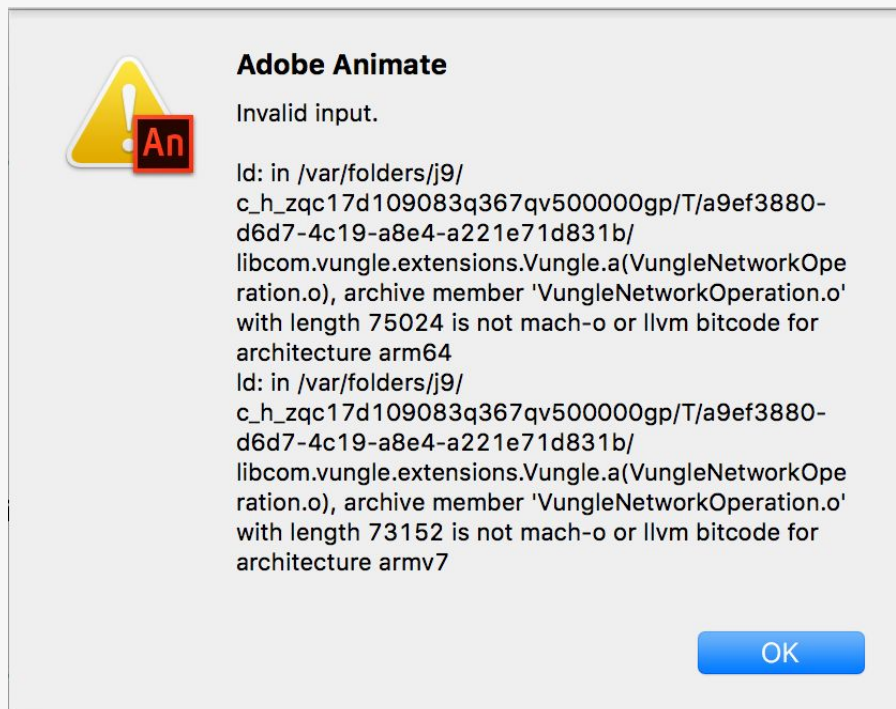 Adobe Animate
Invalid input.
An
ld: in /var/folders/j9/
c_h_zqc17d109083q367qv500000gp/T/a9ef3880-
d6d7-4c19-a8e4-a221e71d831b/
libcom.vungle.extensions.Vungle.a(VungleNetworkOpe
ration.o), archive member 'VungleNetworkOperation.o'
with length 75024 is not mach-o or llvm bitcode for
architecture arm64
ld: in /var/folders/j9/
c_h_zqc17d109083q367qv500000gp/T/a9ef3880-
d6d7-4c19-a8e4-a221e71d831b/
libcom.vungle.extensions.Vungle.a(VungleNetworkOpe
ration.o), archive member 'VungleNetworkOperation.o'
with length 73152 is not mach-o or llvm bitcode for
architecture armv7
OK